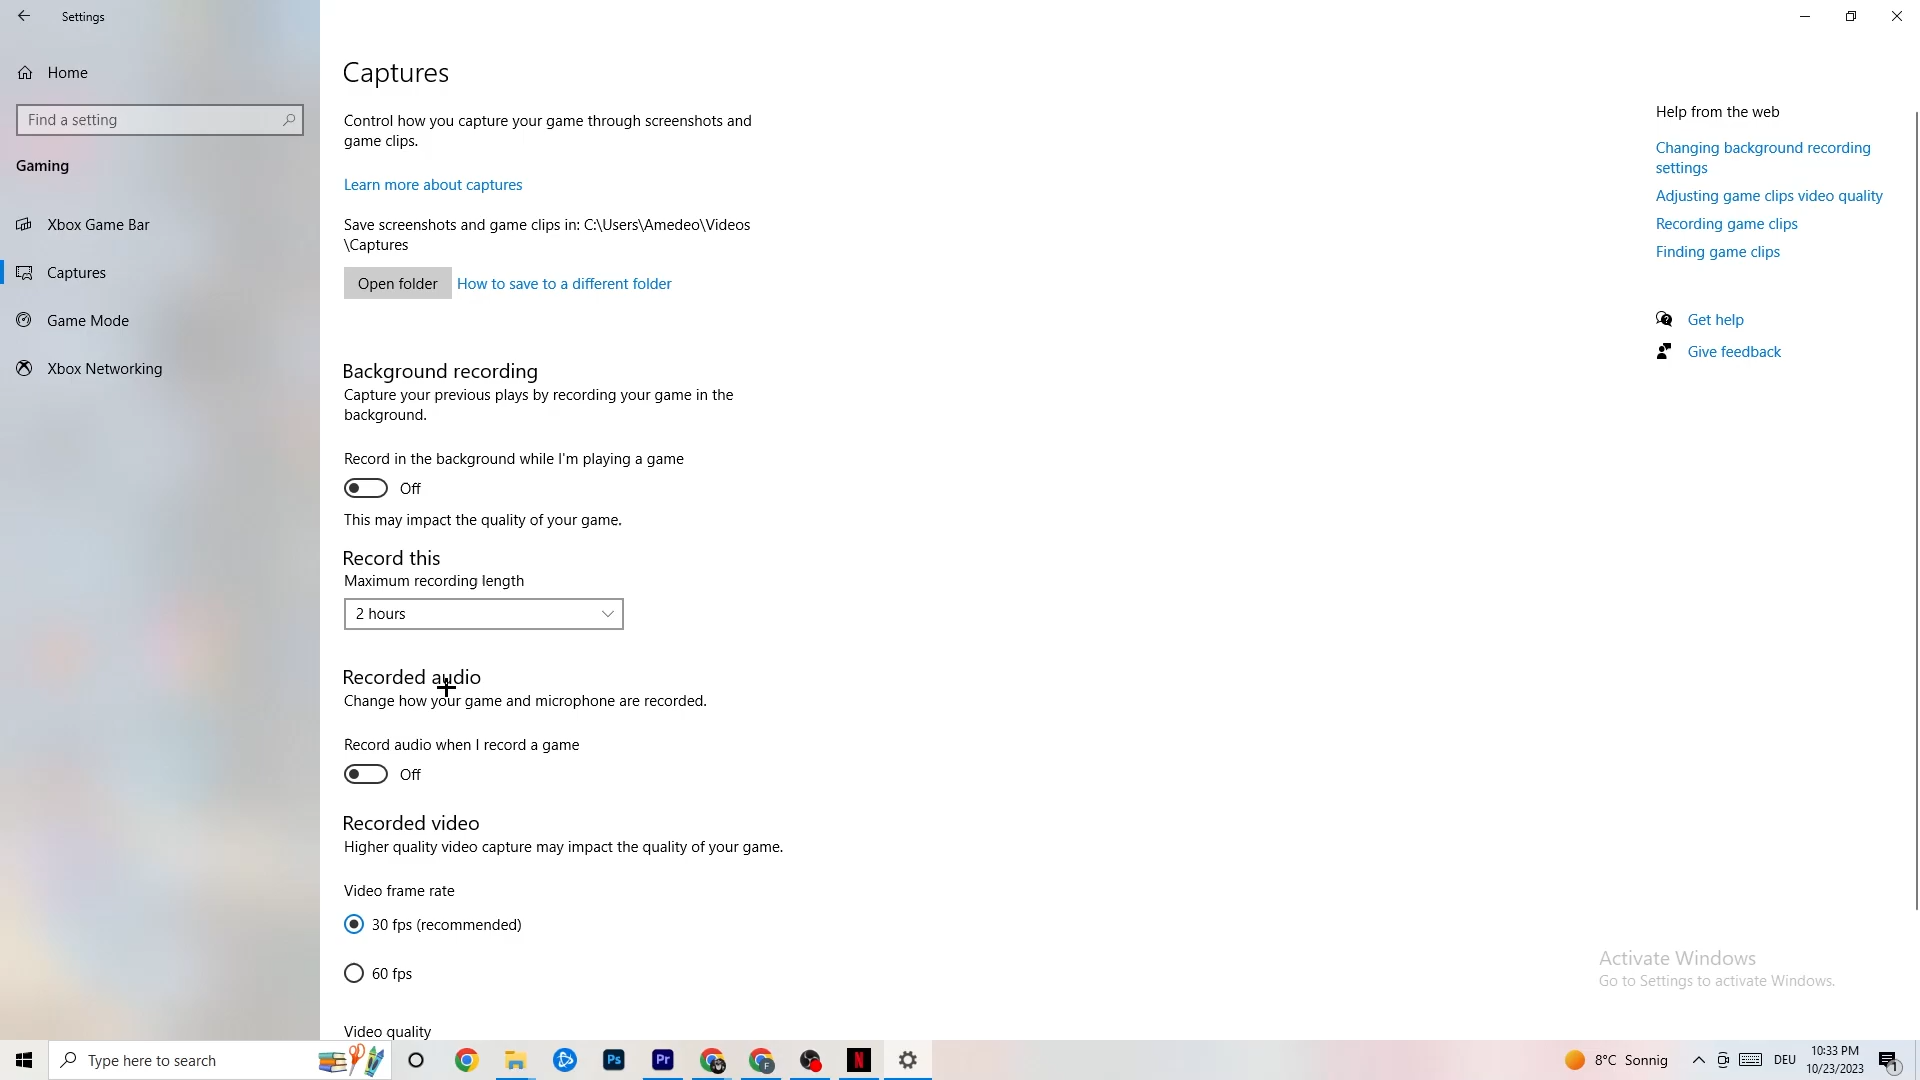 Settings
Home
Find a setting
Gaming
Xbox Game Bar
Captures
Game Mode
Xbox Networking
Captures
Control how you capture your game through screenshots and
game clips.
Learn more about captures
Save screenshots and game clips in: C:\Users\Amedeo\Videos
\Captures
Open folder
How to save to a different folder
Background recording
Capture your previous plays by recording your game in the
background.
Record in the background while I'm playing a game
Off
This may impact the quality of your game.
Record this
Maximum recording length
2 hours
Recorded audio
Change how your game and microphone are recorded.
Record audio when I record a game
Off
Recorded video
Higher quality video capture may impact the quality of your game.
Video frame rate
30 fps (recommended)
60 fps
Video quality
Help from the web
Changing background recording
settings
Adjusting game clips video quality
Recording game clips
Finding game clips
Get help
Give feedback
Activate Windows
Go to Settings to activate Windows.
Type here to search
Ps
Pr
F
N
8°C Sonnig
DEU
10:33 PM
10/23/2023
1